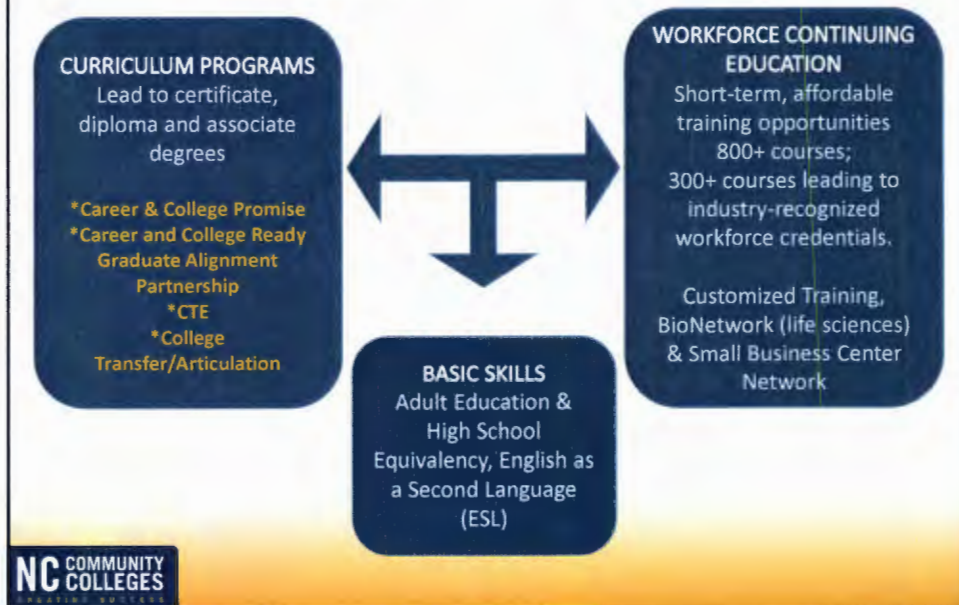 CURRICULUM PROGRAMS
Lead to certificate,
diploma and associate
degrees
*Career & College Promise
*Career and College Ready
Graduate Alignment
Partnership
*CTE
*College
Transfer/Articulation
WORKFORCE CONTINUING
EDUCATION
Short-term, affordable
training opportunities
800+ courses;
300+ courses leading to
industry-recognized
workforce credentials.
Customized Training,
BioNetwork (life sciences)
& Small Business Center
Network
BASIC SKILLS
Adult Education &
High School
Equivalency, English as
a Second Language
(ESL)
NC COMMUNITY
COLLEGES
CREATING SUCCESS